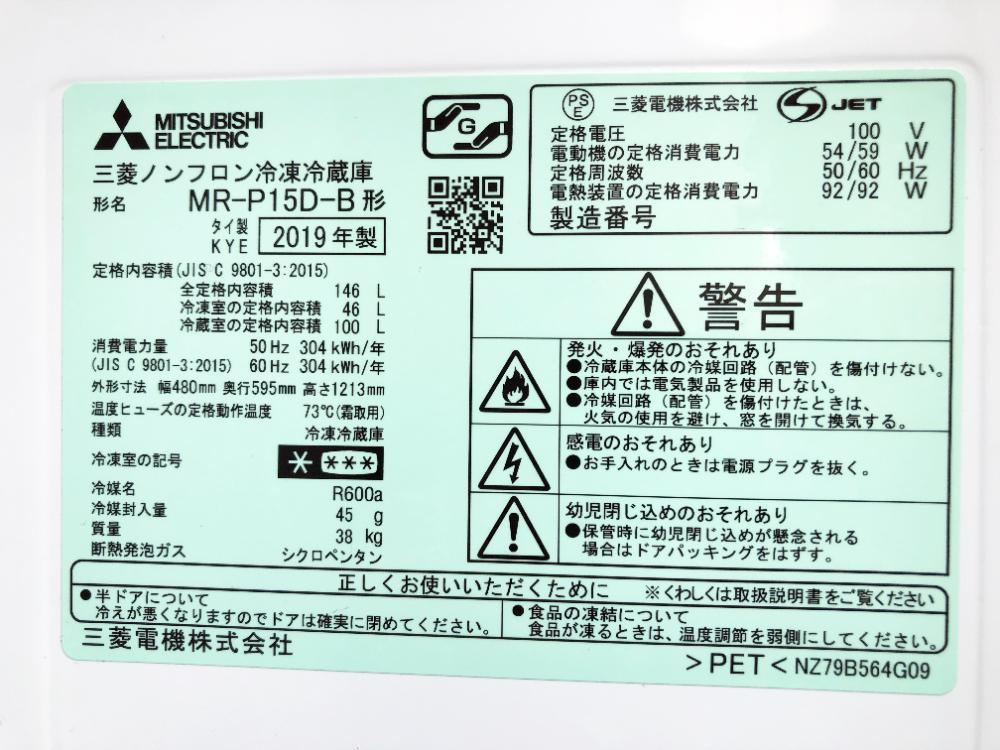 MITSUBISHI
ELECTRIC
三菱ノンフロン冷凍冷蔵庫
形名 MR-P15D-B 形
タイ製
KYE 2019年製
定格内容積 (JIS C 9801-3:2015)
全定格内容積 146 L
冷凍室の定格内容積 46 L
冷蔵室の定格内容積 100 L
消費電力量 50Hz 304 kWh/年
(JIS C 9801-3:2015) 60Hz 304 kWh/年
外形寸法 幅480mm 奥行595mm 高さ1213mm
温度ヒューズの定格動作温度 73℃(霜取用)
種類 冷凍冷蔵庫
冷凍室の記号 * ***
冷媒名 R600a
冷媒封入量 45 g
質量 38 kg
断熱発泡ガス シクロペンタン
G
PS
E
三菱電機株式会社 JET
定格電圧 100 V
電動機の定格消費電力 54/59 W
定格周波数 50/60 Hz
電熱装置の定格消費電力 92/92 W
製造番号
警告
発火・爆発のおそれあり
●冷蔵庫本体の冷媒回路(配管)を傷付けない。
●庫内では電気製品を使用しない。
●冷媒回路(配管)を傷付けたときは、
火気の使用を避け、窓を開けて換気する。
感電のおそれあり
●お手入れのときは電源プラグを抜く。
幼児閉じ込めのおそれあり
●保管時に幼児閉じ込めが懸念される
場合はドアパッキングをはずす。
正しくお使いいただくために ※くわしくは取扱説明書をご覧ください
●半ドアについて
冷えが悪くなりますのでドアは確実に閉めてください。
●食品の凍結について
食品が凍るときは、温度調節を弱側にしてください。
三菱電機株式会社
>PET< NZ79B564G09